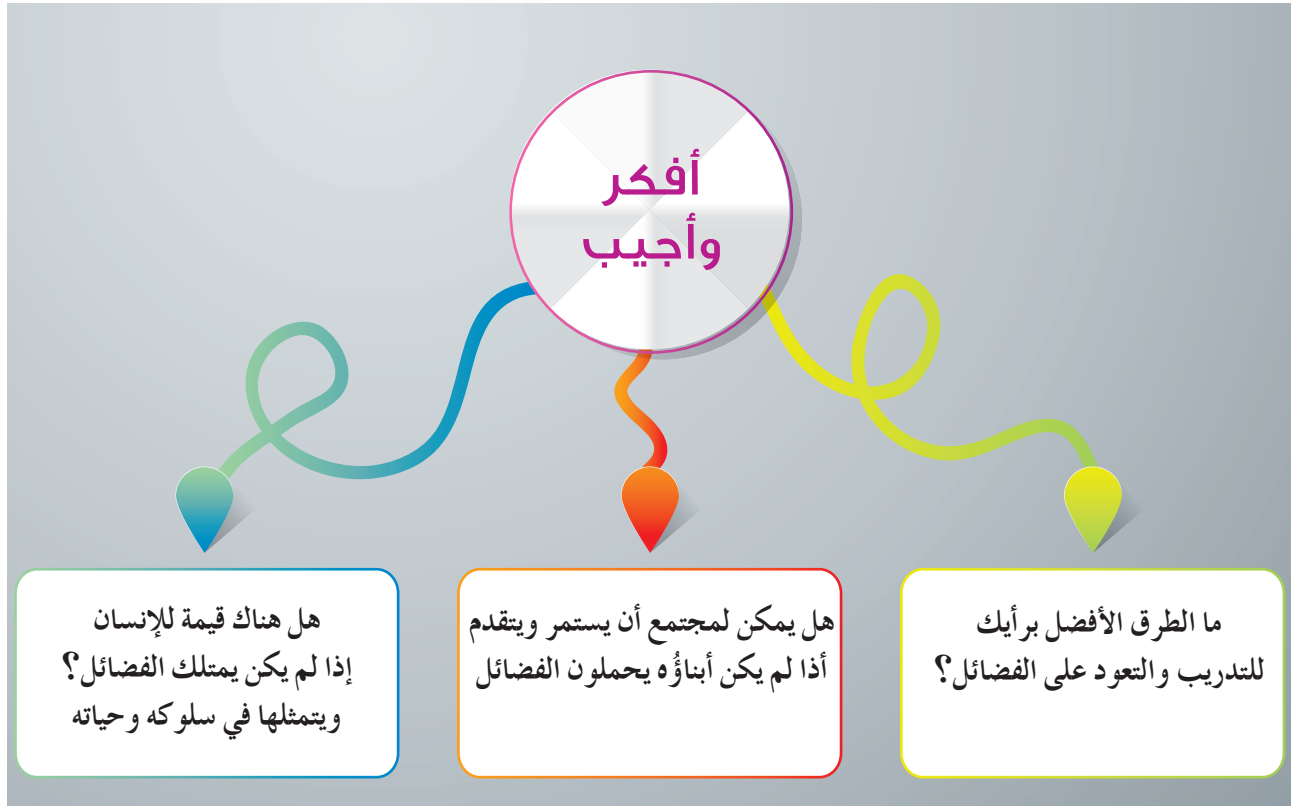 أفكر
وأجيب
ما الطرق الأفضل برأيك
للتدريب والتعود على الفضائل؟
هل يمكن لمجتمع أن يستمر ويتقدم
أذا لم يكن أبناؤُه يحملون الفضائل
هل هناك قيمة للإنسان
إذا لم يكن يمتلك الفضائل؟
ويتمثلها في سلوكه وحياته